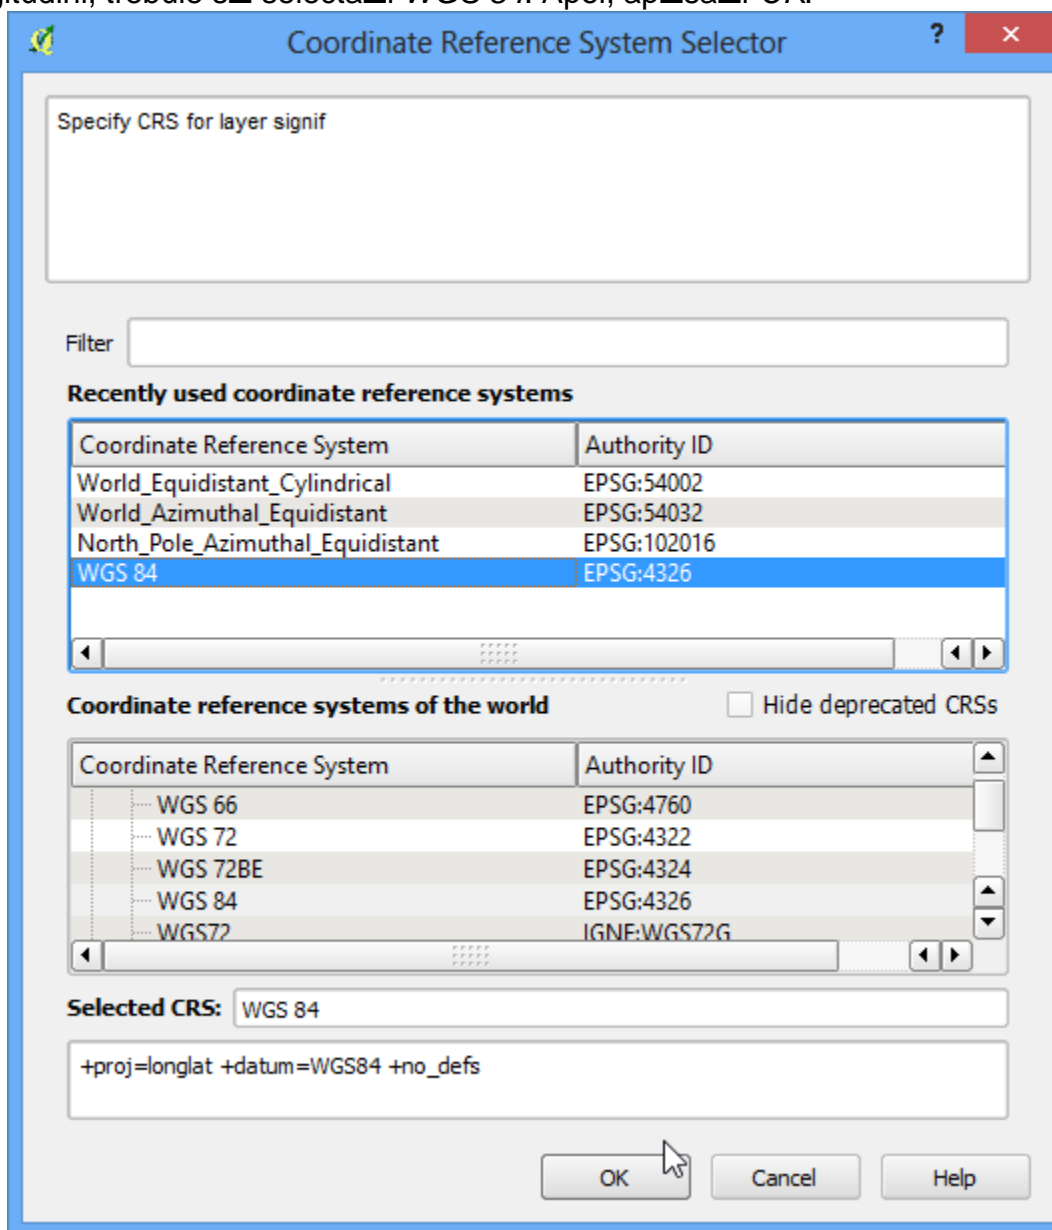 Coordinate Reference System Selector ?
Specify CRS for layer signif
Filter
Recently used coordinate reference systems
Coordinate Reference System Authority ID
World_Equidistant_Cylindrical EPSG:54002
World_Azimuthal_Equidistant EPSG:54032
North_Pole_Azimuthal_Equidistant EPSG:102016
WGS 84 EPSG:4326
Coordinate reference systems of the world Hide deprecated CRSs
Coordinate Reference System Authority ID
WGS 66 EPSG:4760
WGS 72 EPSG:4322
WGS 72BE EPSG:4324
WGS 84 EPSG:4326
WGS72 IGNF:WGS72G
Selected CRS: WGS 84
+proj=longlat +datum=WGS84 +no_defs
OK Cancel Help